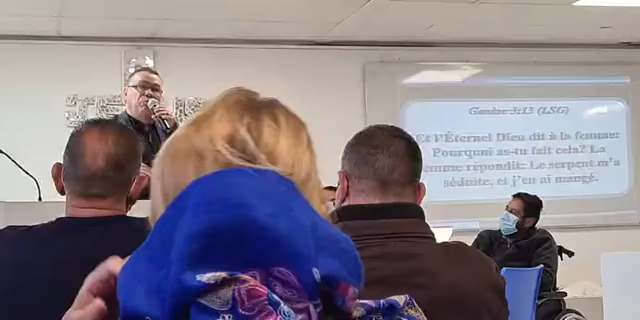 Genèse 3:13 (LSG)
Et l'Éternel Dieu dit à la femme:
Pourquoi as-tu fait cela? La
femme répondit: Le serpent m'a
séduite, et j'en ai mangé.